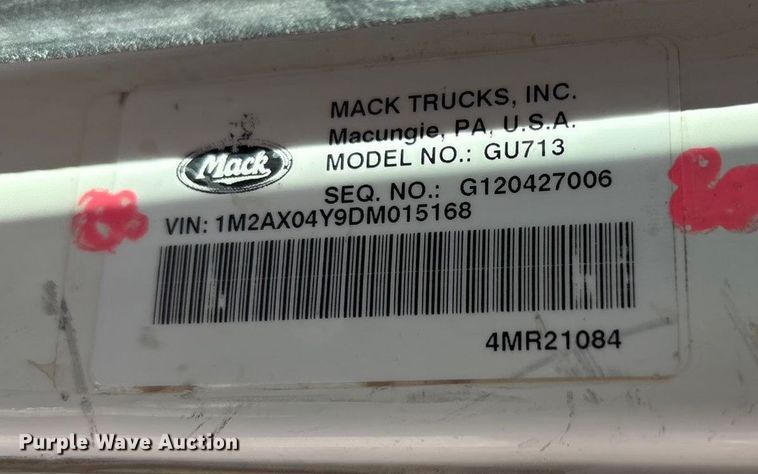 MACK TRUCKS, INC.
Macungie, PA, U.S.A.
Mack
MODEL NO.: GU713
SEQ. NO.: G120427006
VIN: 1M2AX04Y9DM015168
4MR21084
Purple Wave Auction